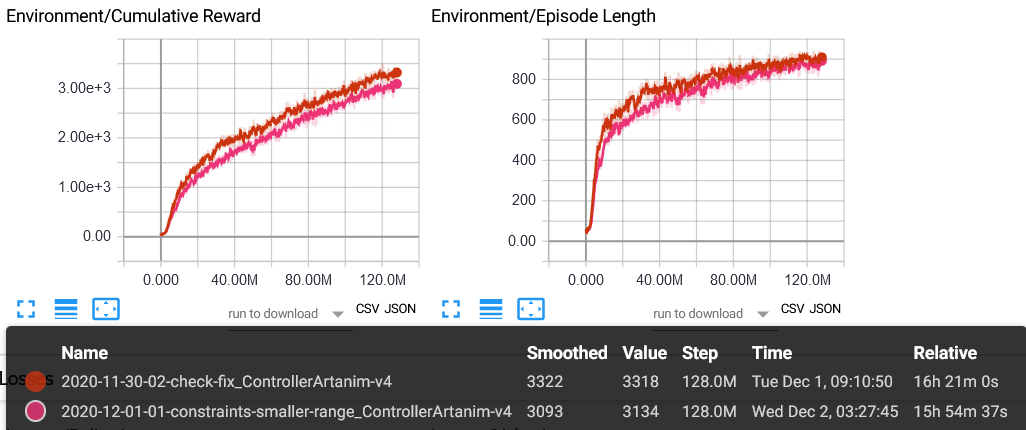 Environment/Cumulative Reward
3.00e+3
2.00e+3
1.00e+3
0.00
0.000 40.00M 80.00M 120.0M
run to download CSV JSON
Environment/Episode Length
800
600
400
200
0.00
0.000 40.00M 80.00M 120.0M
run to download CSV JSON
Losses
Name Smoothed Value Step Time Relative
2020-11-30-02-check-fix_ControllerArtanim-v4 3322 3318 128.0M Tue Dec 1, 09:10:50 16h 21m 0s
2020-12-01-01-constraints-smaller-range_ControllerArtanim-v4 3093 3134 128.0M Wed Dec 2, 03:27:45 15h 54m 37s